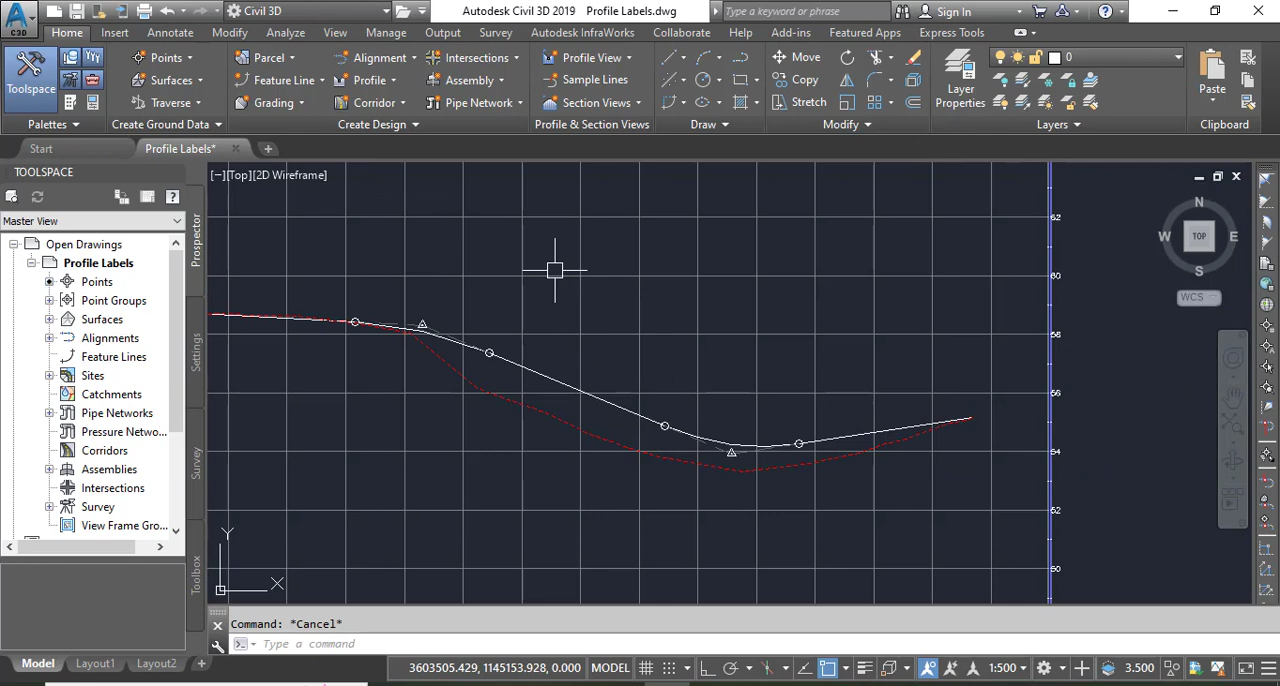 C3D Civil 3D Autodesk Civil 3D 2019 Profile Labels.dwg Type a keyword or phrase Sign In ?
Home Insert Annotate Modify Analyze View Manage Output Survey Autodesk InfraWorks Collaborate Help Add-ins Featured Apps Express Tools
Toolspace
Points Parcel Alignment Intersections Profile View Move 0
Surfaces Feature Line Profile Assembly Sample Lines Copy
Traverse Grading Corridor Pipe Network Section Views Stretch
Layer Properties
Paste
Palettes Create Ground Data Create Design Profile & Section Views Draw Modify Layers Clipboard
Start Profile Labels* +
TOOLSPACE
[−][Top][2D Wireframe]
Master View
Open Drawings
Profile Labels
Points
Point Groups
Surfaces
Alignments
Feature Lines
Sites
Catchments
Pipe Networks
Pressure Netwo...
Corridors
Assemblies
Intersections
Survey
View Frame Gro...
Prospector
Settings
Survey
Toolbox
62
60
58
56
54
52
50
N
W TOP E
S
WCS
Y
X
Command: *Cancel*
Type a command
Model Layout1 Layout2 + 3603505.429, 1145153.928, 0.000 MODEL 1:500 3.500